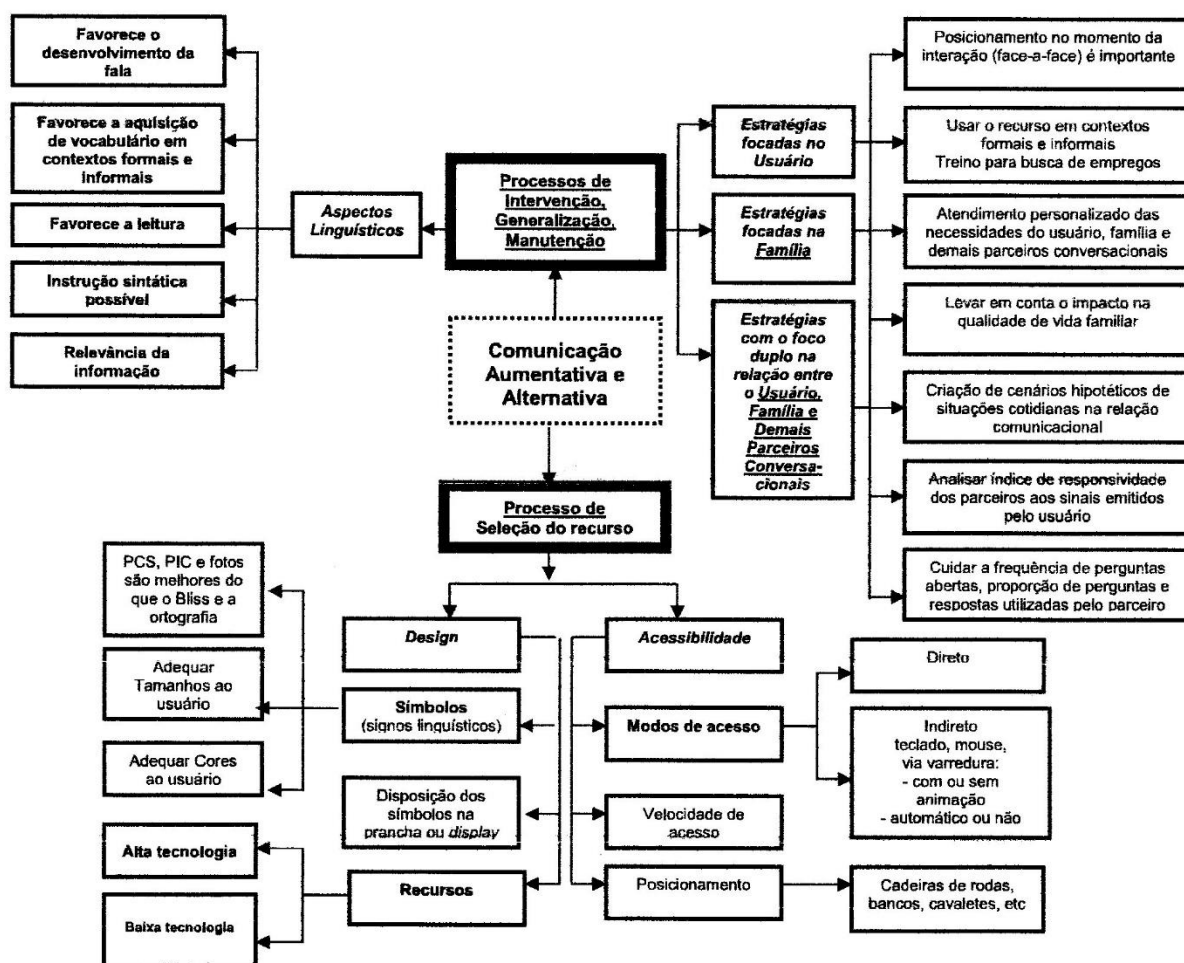 Favorece o
desenvolvimento da
fala
Favorece a aquisição
de vocabulário em
contextos formais e
informais
Favorece a leitura
Instrução sintática
possível
Relevância da
informação
Aspectos
Linguísticos
Processos de
Intervenção,
Generalização,
Manutenção
Comunicação
Aumentativa e
Alternativa
Estratégias
focadas no
Usuário
Estratégias
focadas na
Família
Estratégias
com o foco
duplo na
relação entre
o Usuário,
Família e
Demais
Parceiros
Conversa-
cionais
Posicionamento no momento da
interação (face-a-face) é importante
Usar o recurso em contextos
formais e informais
Treino para busca de empregos
Atendimento personalizado das
necessidades do usuário, família e
demais parceiros conversacionais
Levar em conta o impacto na
qualidade de vida familiar
Criação de cenários hipotéticos de
situações cotidianas na relação
comunicacional
Analisar índice de responsividade
dos parceiros aos sinais emitidos
pelo usuário
Cuidar a frequência de perguntas
abertas, proporção de perguntas e
respostas utilizadas pelo parceiro
Processo de
Seleção do recurso
PCS, PIC e fotos
são melhores do
que o Bliss e a
ortografia
Adequar
Tamanhos ao
usuário
Adequar Cores
ao usuário
Alta tecnologia
Baixa tecnologia
Design
Símbolos
(signos linguísticos)
Disposição dos
símbolos na
prancha ou display
Recursos
Acessibilidade
Modos de acesso
Velocidade de
acesso
Posicionamento
Direto
Indireto
teclado, mouse,
via varredura:
- com ou sem
animação
- automático ou não
Cadeiras de rodas,
bancos, cavaletes, etc